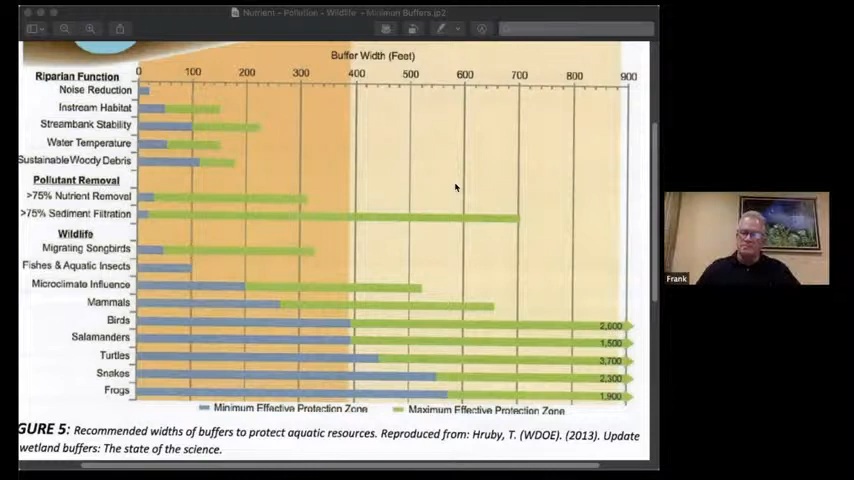 Nutrient - Pollution - Wildlife - Minimum Buffers.jp2
Buffer Width (Feet)
Riparian Function
0 100 200 300 400 500 600 700 800 900
Noise Reduction
Instream Habitat
Streambank Stability
Water Temperature
Sustainable Woody Debris
Pollutant Removal
>75% Nutrient Removal
>75% Sediment Filtration
Wildlife
Migrating Songbirds
Fishes & Aquatic Insects
Microclimate Influence
Mammals
Birds 2,600
Salamanders 1,500
Turtles 3,700
Snakes 2,300
Frogs 1,900
Minimum Effective Protection Zone Maximum Effective Protection Zone
GURE 5: Recommended widths of buffers to protect aquatic resources. Reproduced from: Hruby, T. (WDOE). (2013). Update
wetland buffers: The state of the science.
Frank